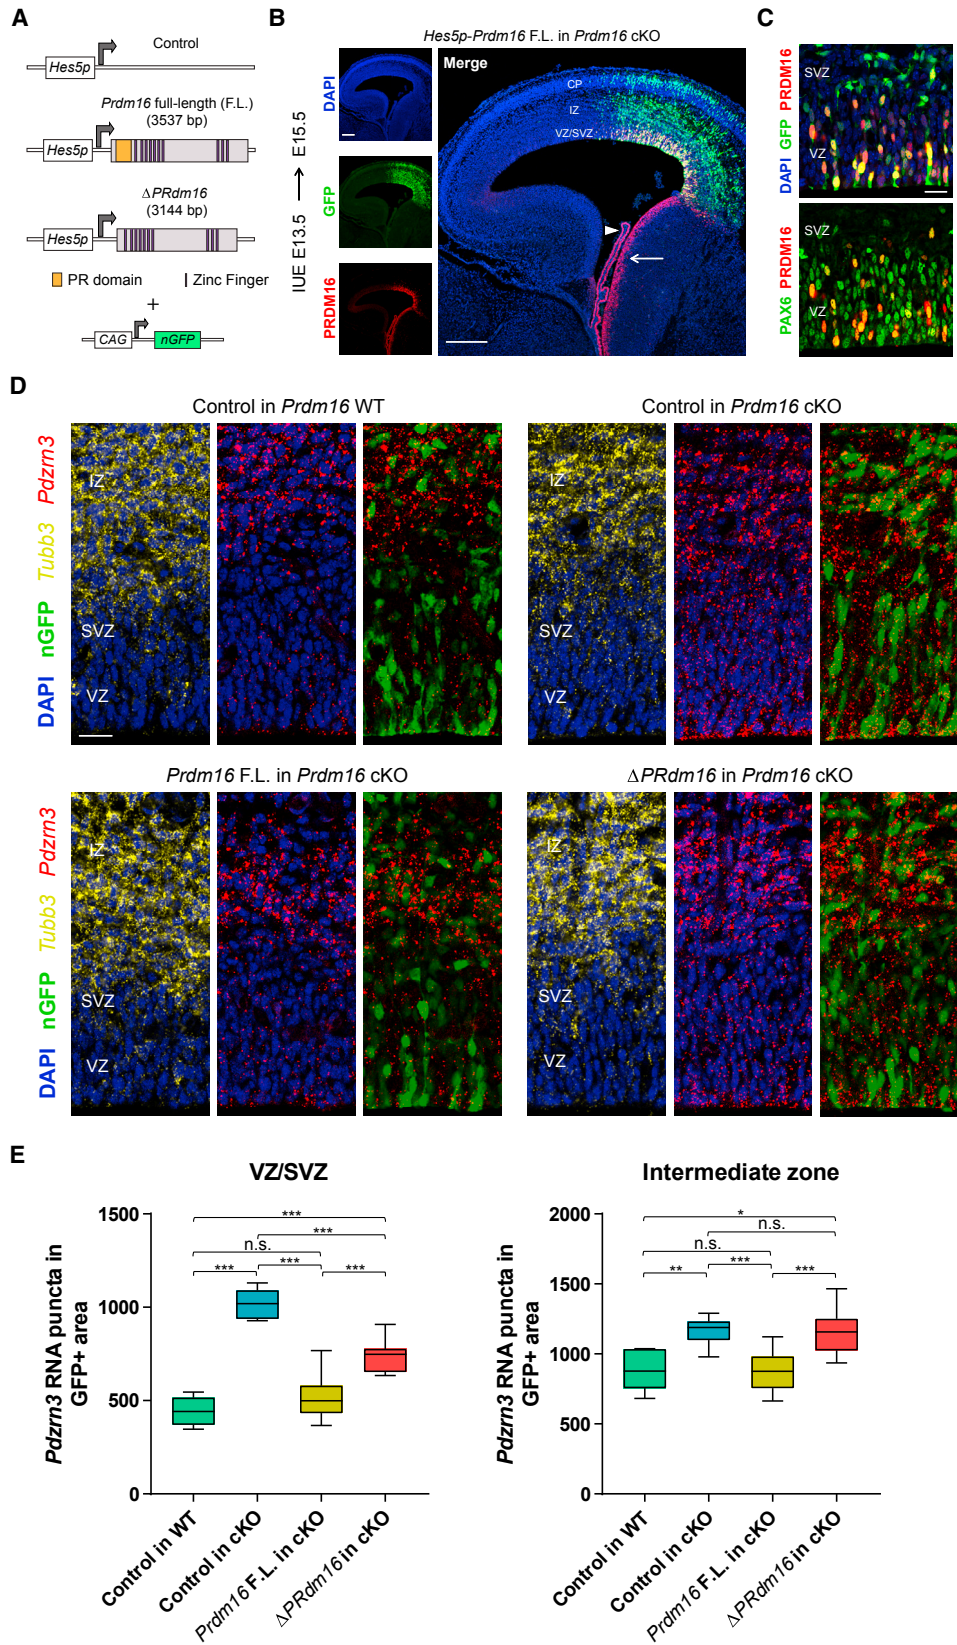 A
Control
Hes5p
Prdm16 full-length (F.L.)
(3537 bp)
Hes5p
ΔPRdm16
(3144 bp)
Hes5p
PR domain
Zinc Finger
+
CAG
nGFP
B
Hes5p-Prdm16 F.L. in Prdm16 cKO
IUE E13.5 → E15.5
DAPI
GFP
PRDM16
Merge
CP
IZ
VZ/SVZ
C
DAPI GFP PRDM16
SVZ
VZ
PAX6 PRDM16
SVZ
VZ
D
Control in Prdm16 WT
Control in Prdm16 cKO
DAPI nGFP Tubb3 Pdzrn3
IZ
SVZ
VZ
IZ
SVZ
VZ
Prdm16 F.L. in Prdm16 cKO
ΔPRdm16 in Prdm16 cKO
DAPI nGFP Tubb3 Pdzrn3
IZ
SVZ
VZ
IZ
SVZ
VZ
E
VZ/SVZ
Pdzrn3 RNA puncta in
GFP+ area
1500
1000
500
0
***
***
n.s.
***
***
***
Control in WT
Control in cKO
Prdm16 F.L. in cKO
ΔPRdm16 in cKO
Intermediate zone
Pdzrn3 RNA puncta in
GFP+ area
2000
1500
1000
500
0
*
n.s.
n.s.
**
***
***
Control in WT
Control in cKO
Prdm16 F.L. in cKO
ΔPRdm16 in cKO